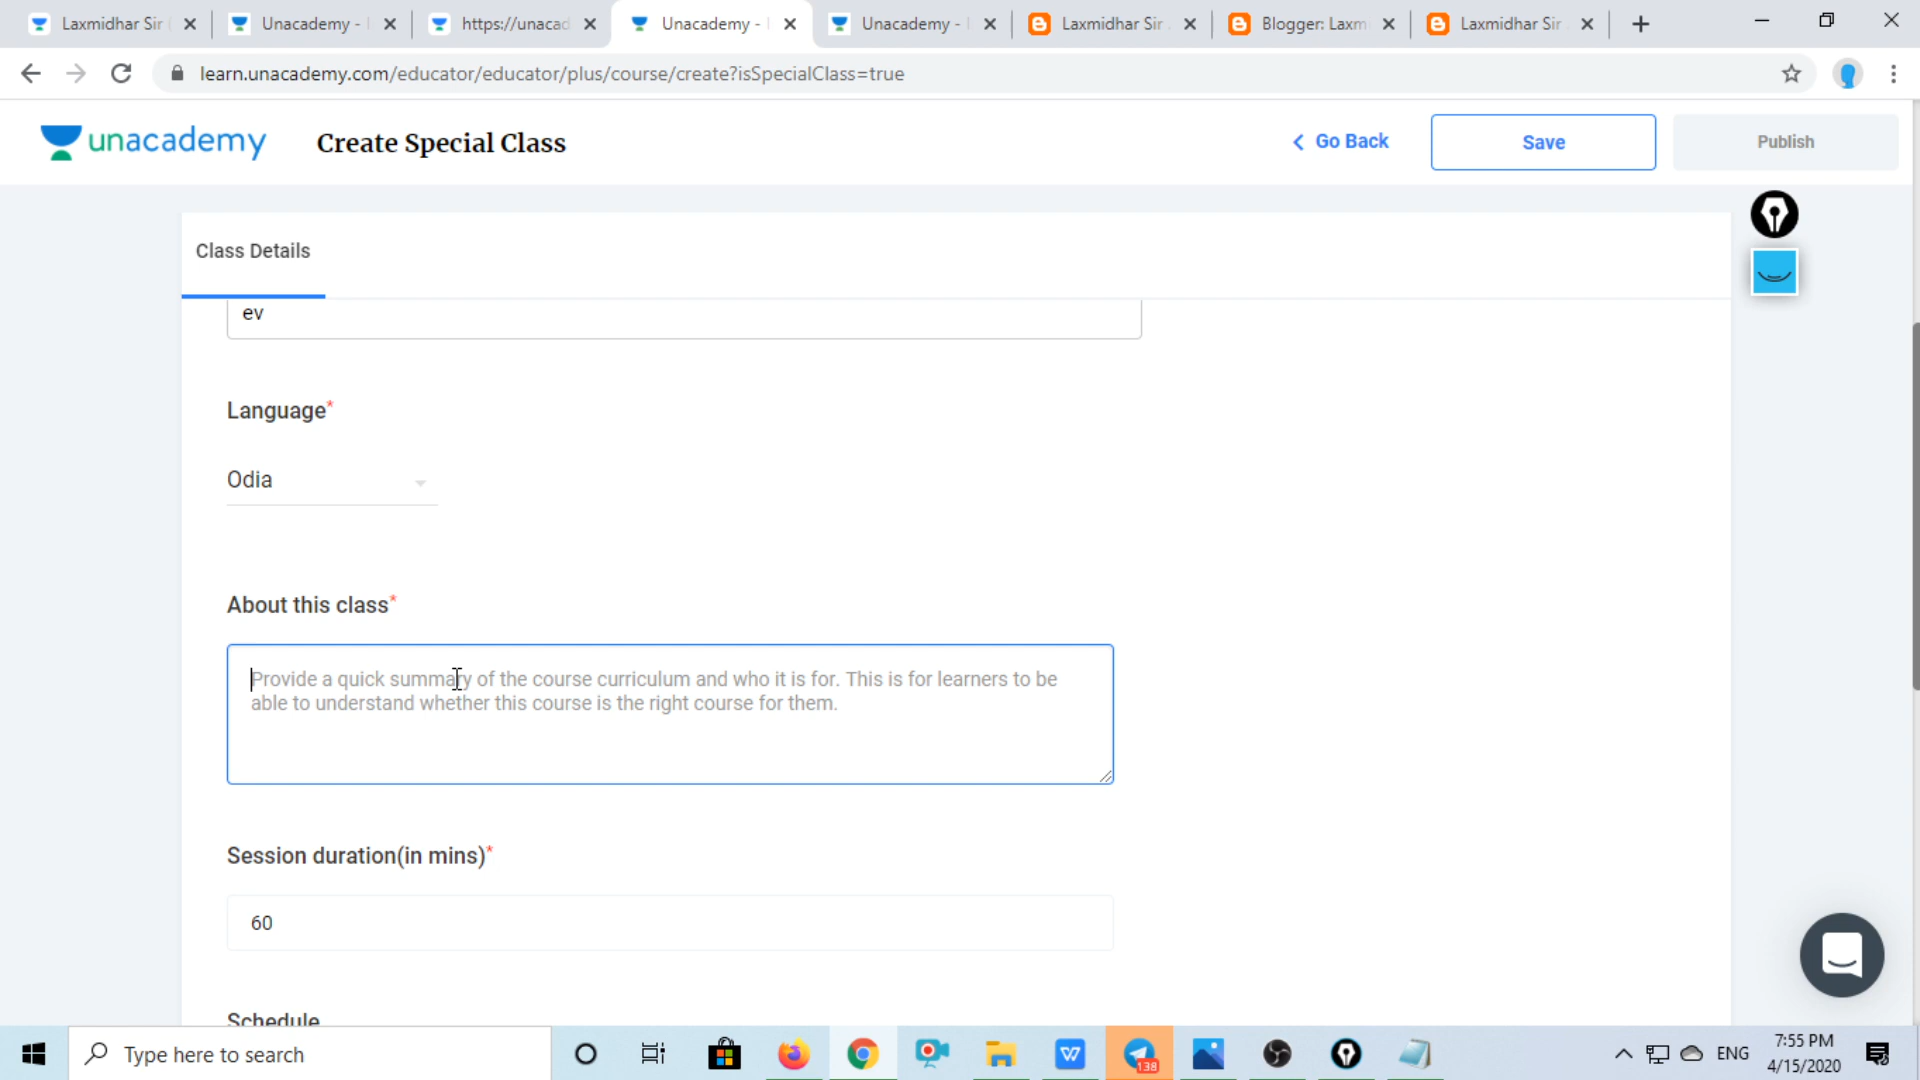 Laxmidhar Sir
Unacademy -
https://unacad
Unacademy -
Unacademy -
Laxmidhar Sir
Blogger: Laxm
Laxmidhar Sir
learn.unacademy.com/educator/educator/plus/course/create?isSpecialClass=true
unacademy
Create Special Class
Go Back
Save
Publish
Class Details
ev
Language*
Odia
About this class*
Provide a quick summary of the course curriculum and who it is for. This is for learners to be
able to understand whether this course is the right course for them.
Session duration(in mins)*
60
Schedule
Type here to search
138
ENG
7:55 PM
4/15/2020